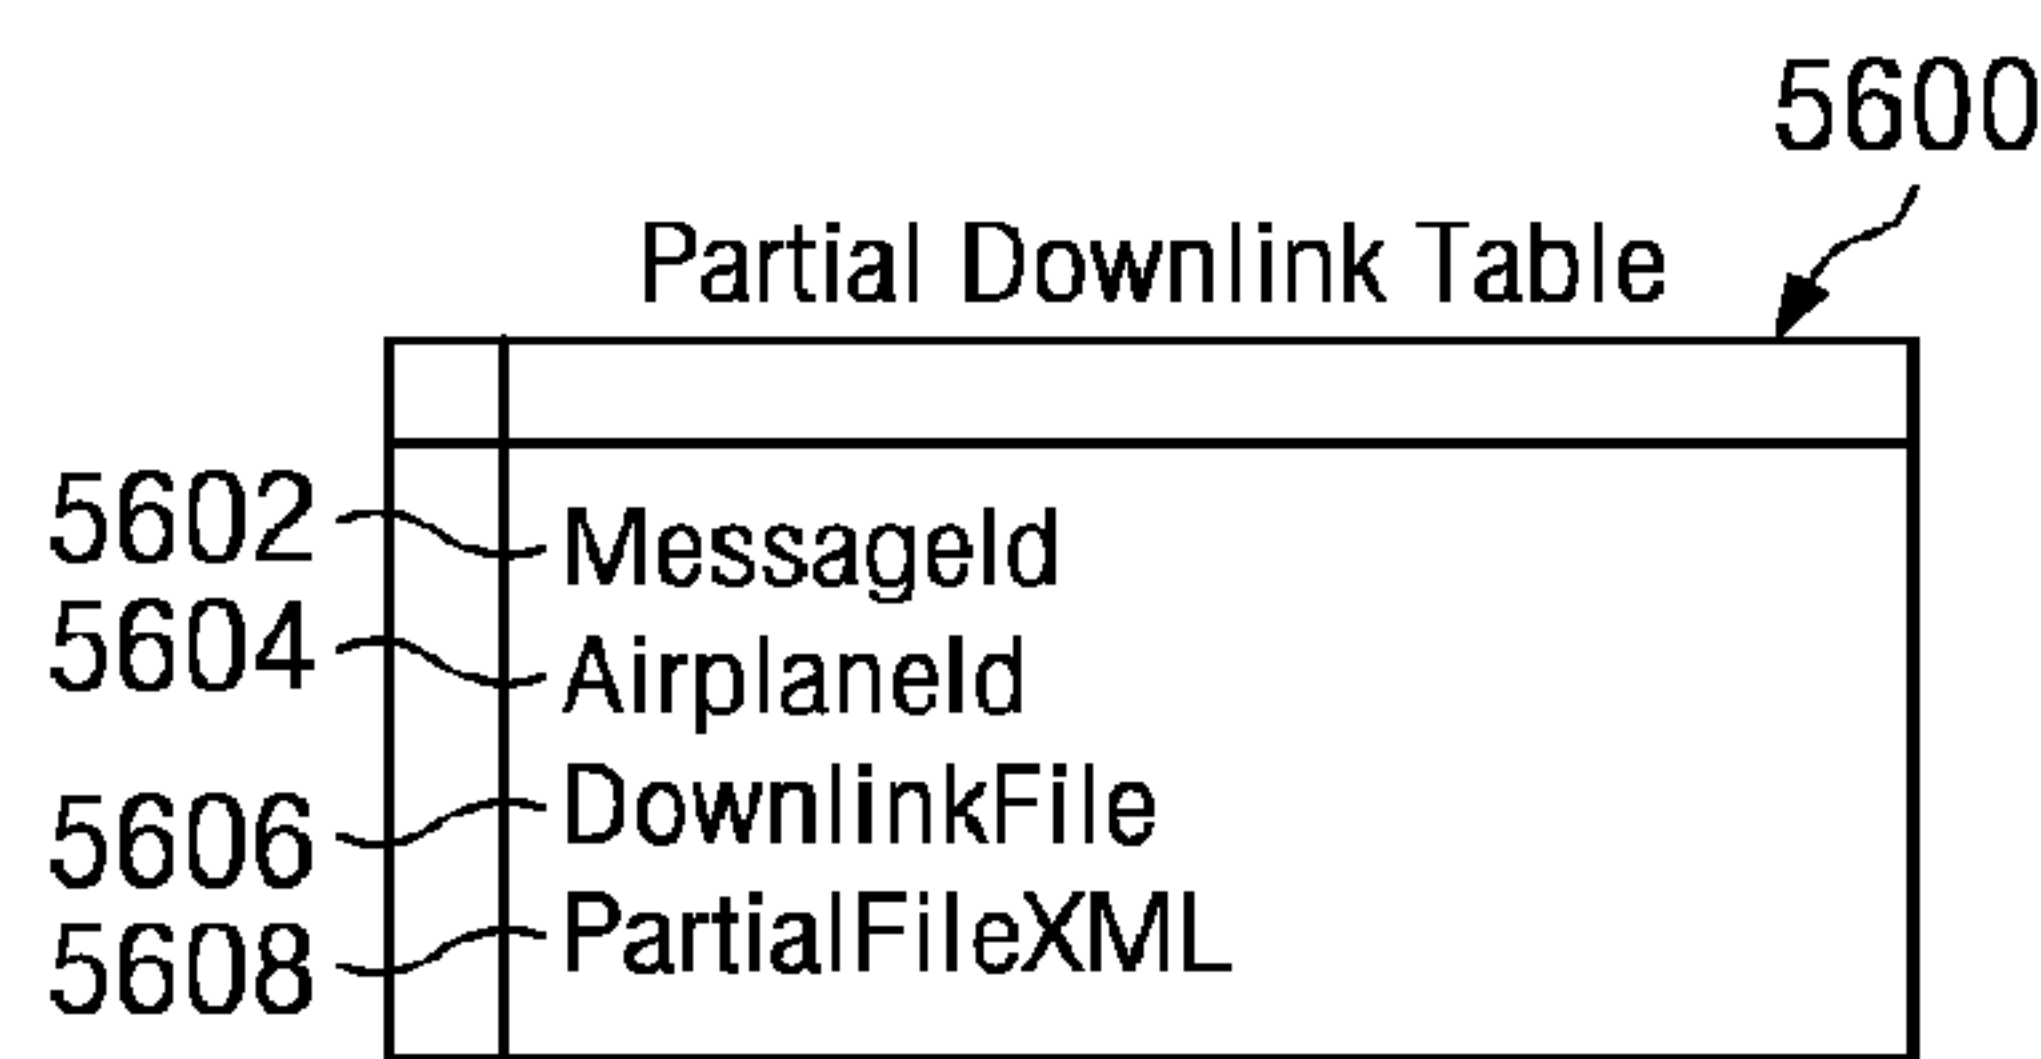 5600
Partial Downlink Table
5602 MessageId
5604 AirplaneId
5606 DownlinkFile
5608 PartialFileXML